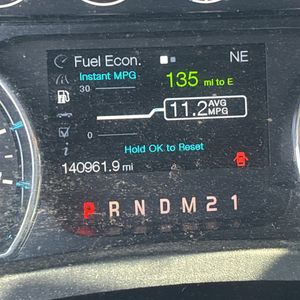 Fuel Econ. NE
Instant MPG
135 mi to E
30
11.2 AVG MPG
0
Hold OK to Reset
140961.9 mi
P R N D M 2 1